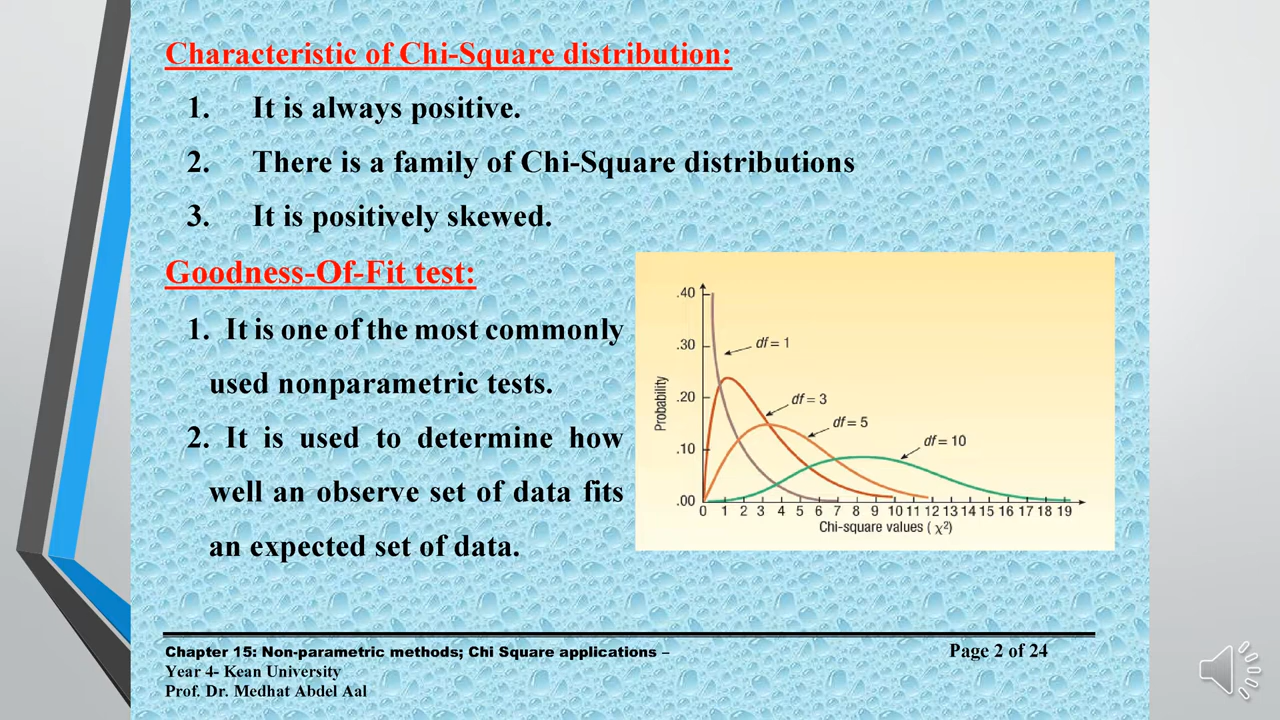 Characteristic of Chi-Square distribution:
1. It is always positive.
2. There is a family of Chi-Square distributions
3. It is positively skewed.
Goodness-Of-Fit test:
1. It is one of the most commonly
used nonparametric tests.
2. It is used to determine how
well an observe set of data fits
an expected set of data.
.40
.30
.20
.10
.00
Probability
df = 1
df = 3
df = 5
df = 10
0 1 2 3 4 5 6 7 8 9 10 11 12 13 14 15 16 17 18 19
Chi-square values ( χ²)
Chapter 15: Non-parametric methods; Chi Square applications – Page 2 of 24
Year 4- Kean University
Prof. Dr. Medhat Abdel Aal